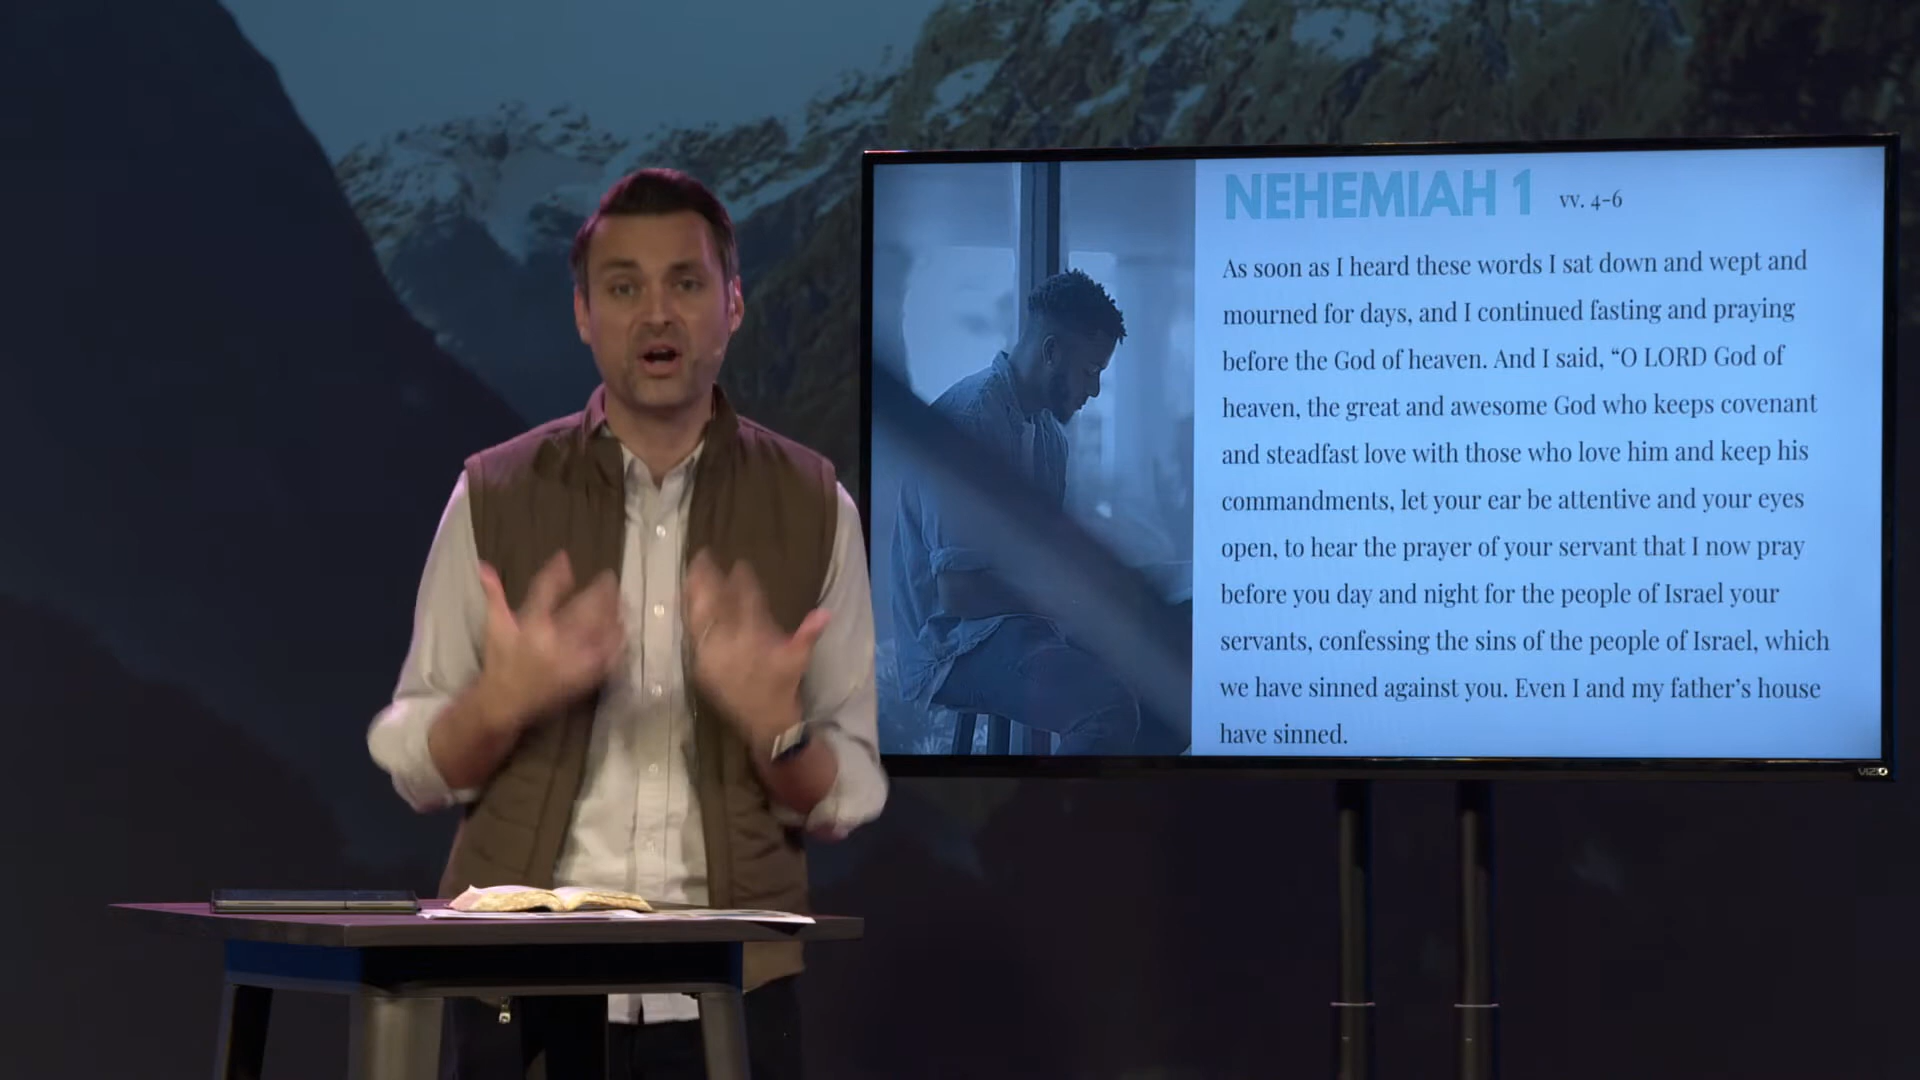 NEHEMIAH 1 vv. 4-6
As soon as I heard these words I sat down and wept and
mourned for days, and I continued fasting and praying
before the God of heaven. And I said, “O LORD God of
heaven, the great and awesome God who keeps covenant
and steadfast love with those who love him and keep his
commandments, let your ear be attentive and your eyes
open, to hear the prayer of your servant that I now pray
before you day and night for the people of Israel your
servants, confessing the sins of the people of Israel, which
we have sinned against you. Even I and my father’s house
have sinned.
VIZIO